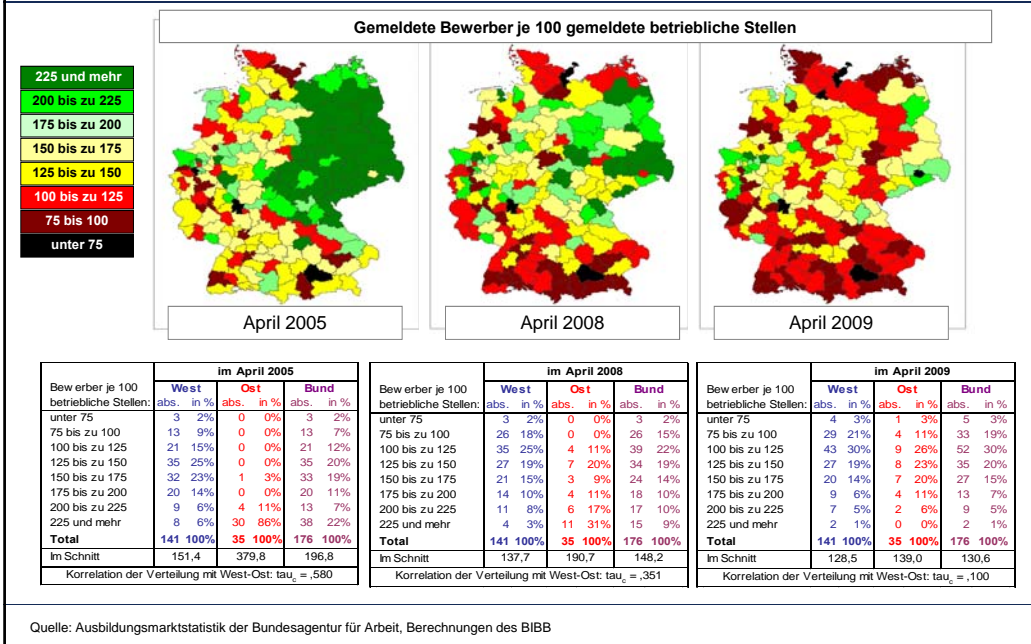 Gemeldete Bewerber je 100 gemeldete betriebliche Stellen
225 und mehr
200 bis zu 225
175 bis zu 200
150 bis zu 175
125 bis zu 150
100 bis zu 125
75 bis 100
unter 75
April 2005
April 2008
April 2009
im April 2005
Bewerber je 100 West Ost Bund
betriebliche Stellen: abs. in % abs. in % abs. in %
unter 75 3 2% 0 0% 3 2%
75 bis zu 100 13 9% 0 0% 13 7%
100 bis zu 125 21 15% 0 0% 21 12%
125 bis zu 150 35 25% 0 0% 35 20%
150 bis zu 175 32 23% 1 3% 33 19%
175 bis zu 200 20 14% 0 0% 20 11%
200 bis zu 225 9 6% 4 11% 13 7%
225 und mehr 8 6% 30 86% 38 22%
Total 141 100% 35 100% 176 100%
Im Schnitt 151,4 379,8 196,8
Korrelation der Verteilung mit West-Ost: tauc = ,580
im April 2008
Bewerber je 100 West Ost Bund
betriebliche Stellen: abs. in % abs. in % abs. in %
unter 75 3 2% 0 0% 3 2%
75 bis zu 100 26 18% 0 0% 26 15%
100 bis zu 125 35 25% 4 11% 39 22%
125 bis zu 150 27 19% 7 20% 34 19%
150 bis zu 175 21 15% 3 9% 24 14%
175 bis zu 200 14 10% 4 11% 18 10%
200 bis zu 225 11 8% 6 17% 17 10%
225 und mehr 4 3% 11 31% 15 9%
Total 141 100% 35 100% 176 100%
Im Schnitt 137,7 190,7 148,2
Korrelation der Verteilung mit West-Ost: tauc = ,351
im April 2009
Bewerber je 100 West Ost Bund
betriebliche Stellen: abs. in % abs. in % abs. in %
unter 75 4 3% 1 3% 5 3%
75 bis zu 100 29 21% 4 11% 33 19%
100 bis zu 125 43 30% 9 26% 52 30%
125 bis zu 150 27 19% 8 23% 35 20%
150 bis zu 175 20 14% 7 20% 27 15%
175 bis zu 200 9 6% 4 11% 13 7%
200 bis zu 225 7 5% 2 6% 9 5%
225 und mehr 2 1% 0 0% 2 1%
Total 141 100% 35 100% 176 100%
Im Schnitt 128,5 139,0 130,6
Korrelation der Verteilung mit West-Ost: tauc = ,100
Quelle: Ausbildungsmarktstatistik der Bundesagentur für Arbeit, Berechnungen des BIBB